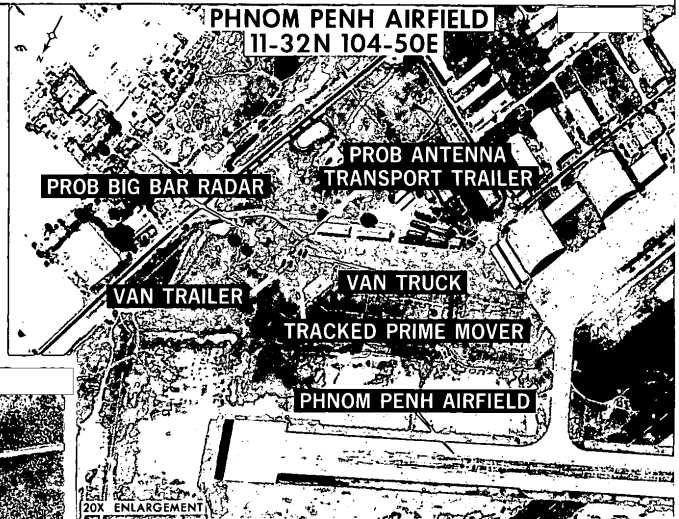 PHNOM PENH AIRFIELD
11-32N 104-50E
N
PROB ANTENNA
TRANSPORT TRAILER
PROB BIG BAR RADAR
VAN TRUCK
VAN TRAILER
TRACKED PRIME MOVER
PHNOM PENH AIRFIELD
20X ENLARGEMENT